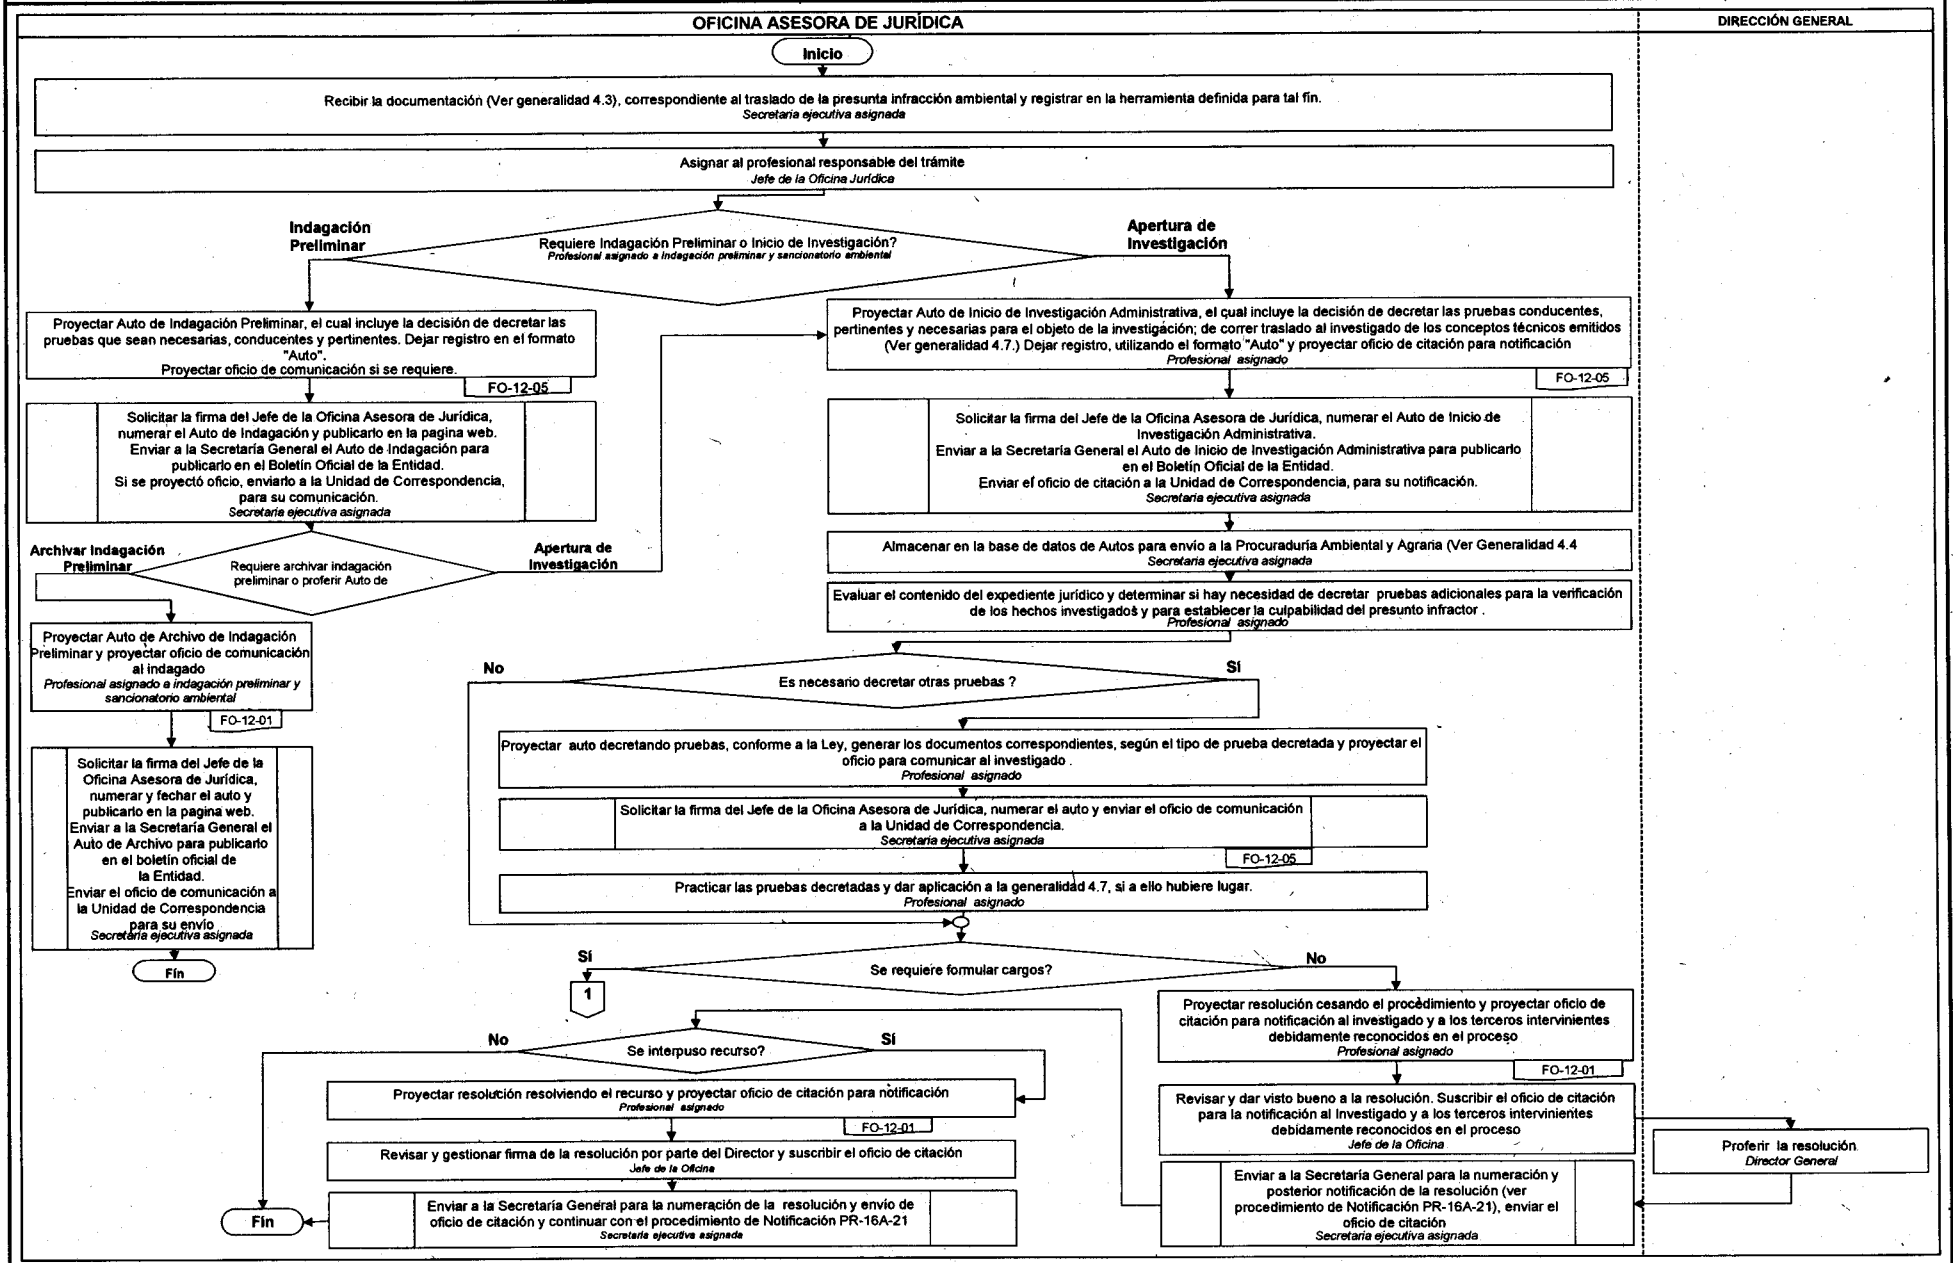 OFICINA ASESORA DE JURÍDICA
DIRECCIÓN GENERAL
Inicio
Recibir la documentación (Ver generalidad 4.3), correspondiente al traslado de la presunta infracción ambiental y registrar en la herramienta definida para tal fín.
Secretaria ejecutiva asignada
Asignar al profesional responsable del trámite
Jefe de la Oficina Jurídica
Indagación
Preliminar
Requiere Indagación Preliminar o Inicio de Investigación?
Profesional asignado a indagación preliminar y sancionatorio ambiental
Apertura de
Investigación
Proyectar Auto de Indagación Preliminar, el cual incluye la decisión de decretar las
pruebas que sean necesarias, conducentes y pertinentes. Dejar registro en el formato
"Auto".
Proyectar oficio de comunicación si se requiere.
FO-12-05
Solicitar la firma del Jefe de la Oficina Asesora de Jurídica,
numerar el Auto de Indagación y publicarlo en la pagina web.
Enviar a la Secretaría General el Auto de Indagación para
publicarlo en el Boletín Oficial de la Entidad.
Si se proyectó oficio, enviarlo a la Unidad de Correspondencia,
para su comunicación.
Secretaria ejecutiva asignada
Archivar Indagación
Preliminar
Requiere archivar indagación
preliminar o proferir Auto de
Apertura de
Investigación
Proyectar Auto de Archivo de Indagación
Preliminar y proyectar oficio de comunicación
al indagado
Profesional asignado a indagación preliminar y
sancionatorio ambiental
FO-12-01
Solicitar la firma del Jefe de la
Oficina Asesora de Jurídica,
numerar y fechar el auto y
publicarlo en la pagina web.
Enviar a la Secretaría General el
Auto de Archivo para publicarlo
en el boletín oficial de
la Entidad.
Enviar el oficio de comunicación a
la Unidad de Correspondencia
para su envío
Secretaria ejecutiva asignada
Fín
Proyectar Auto de Inicio de Investigación Administrativa, el cual incluye la decisión de decretar las pruebas conducentes,
pertinentes y necesarias para el objeto de la investigación; de correr traslado al investigado de los conceptos técnicos emitidos
(Ver generalidad 4.7.) Dejar registro, utilizando el formato "Auto" y proyectar oficio de citación para notificación
Profesional asignado
FO-12-05
Solicitar la firma del Jefe de la Oficina Asesora de Jurídica, numerar el Auto de Inicio de
Investigación Administrativa.
Enviar a la Secretaría General el Auto de Inicio de Investigación Administrativa para publicarlo
en el Boletín Oficial de la Entidad.
Enviar el oficio de citación a la Unidad de Correspondencia, para su notificación.
Secretaria ejecutiva asignada
Almacenar en la base de datos de Autos para envío a la Procuraduría Ambiental y Agraria (Ver Generalidad 4.4
Secretaria ejecutiva asignada
Evaluar el contenido del expediente jurídico y determinar si hay necesidad de decretar pruebas adicionales para la verificación
de los hechos investigados y para establecer la culpabilidad del presunto infractor .
Profesional asignado
No
Es necesario decretar otras pruebas ?
Sí
Proyectar auto decretando pruebas, conforme a la Ley, generar los documentos correspondientes, según el tipo de prueba decretada y proyectar el
oficio para comunicar al investigado .
Profesional asignado
Solicitar la firma del Jefe de la Oficina Asesora de Jurídica, numerar el auto y enviar el oficio de comunicación
a la Unidad de Correspondencia.
Secretaria ejecutiva asignada
FO-12-05
Practicar las pruebas decretadas y dar aplicación a la generalidad 4.7, si a ello hubiere lugar.
Profesional asignado
Sí
Se requiere formular cargos?
No
1
Proyectar resolución cesando el procedimiento y proyectar oficio de
citación para notificación al investigado y a los terceros intervinientes
debidamente reconocidos en el proceso
Profesional asignado
FO-12-01
Revisar y dar visto bueno a la resolución. Suscribir el oficio de citación
para la notificación al Investigado y a los terceros intervinientes
debidamente reconocidos en el proceso
Jefe de la Oficina
Proferir la resolución
Director General
Enviar a la Secretaría General para la numeración y
posterior notificación de la resolución (ver
procedimiento de Notificación PR-16A-21), enviar el
oficio de citación
Secretaria ejecutiva asignada
No
Se interpuso recurso?
Sí
Proyectar resolución resolviendo el recurso y proyectar oficio de citación para notificación
Profesional asignado
FO-12-01
Revisar y gestionar firma de la resolución por parte del Director y suscribir el oficio de citación
Jefe de la Oficina
Enviar a la Secretaría General para la numeración de la resolución y envío de
oficio de citación y continuar con el procedimiento de Notificación PR-16A-21
Secretaria ejecutiva asignada
Fín